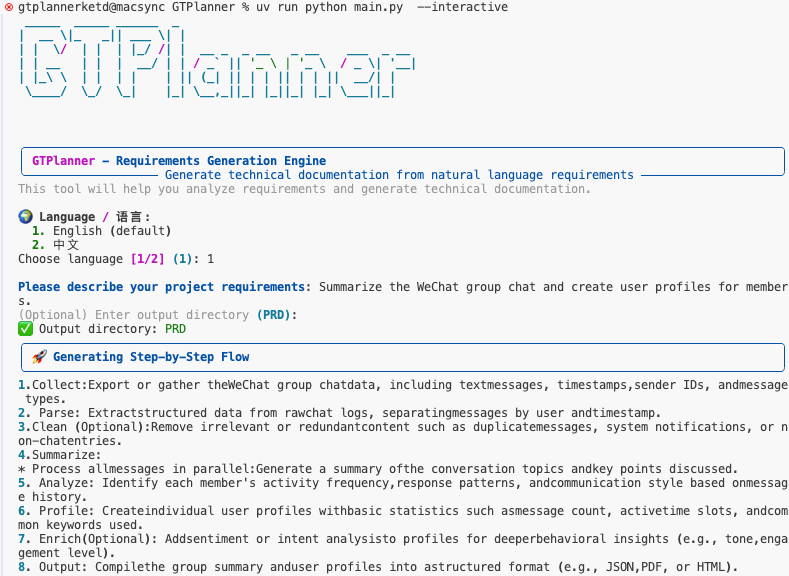 gtplannerketd@macsync GTPlanner % uv run python main.py --interactive
GTPlanner
GTPlanner - Requirements Generation Engine
Generate technical documentation from natural language requirements
This tool will help you analyze requirements and generate technical documentation.
🌍 Language / 语言:
1. English (default)
2. 中文
Choose language [1/2] (1): 1
Please describe your project requirements: Summarize the WeChat group chat and create user profiles for member
s.
(Optional) Enter output directory (PRD):
✅ Output directory: PRD
🚀 Generating Step-by-Step Flow
1.Collect:Export or gather theWeChat group chatdata, including textmessages, timestamps,sender IDs, andmessage
types.
2. Parse: Extractstructured data from rawchat logs, separatingmessages by user andtimestamp.
3.Clean (Optional):Remove irrelevant or redundantcontent such as duplicatemessages, system notifications, or n
on-chatentries.
4.Summarize:
* Process allmessages in parallel:Generate a summary ofthe conversation topics andkey points discussed.
5. Analyze: Identify each member's activity frequency,response patterns, andcommunication style based onmessag
e history.
6. Profile: Createindividual user profiles withbasic statistics such asmessage count, activetime slots, andcom
mon keywords used.
7. Enrich(Optional): Addsentiment or intent analysisto profiles for deeperbehavioral insights (e.g., tone,eng
agement level).
8. Output: Compilethe group summary anduser profiles into astructured format (e.g., JSON,PDF, or HTML).